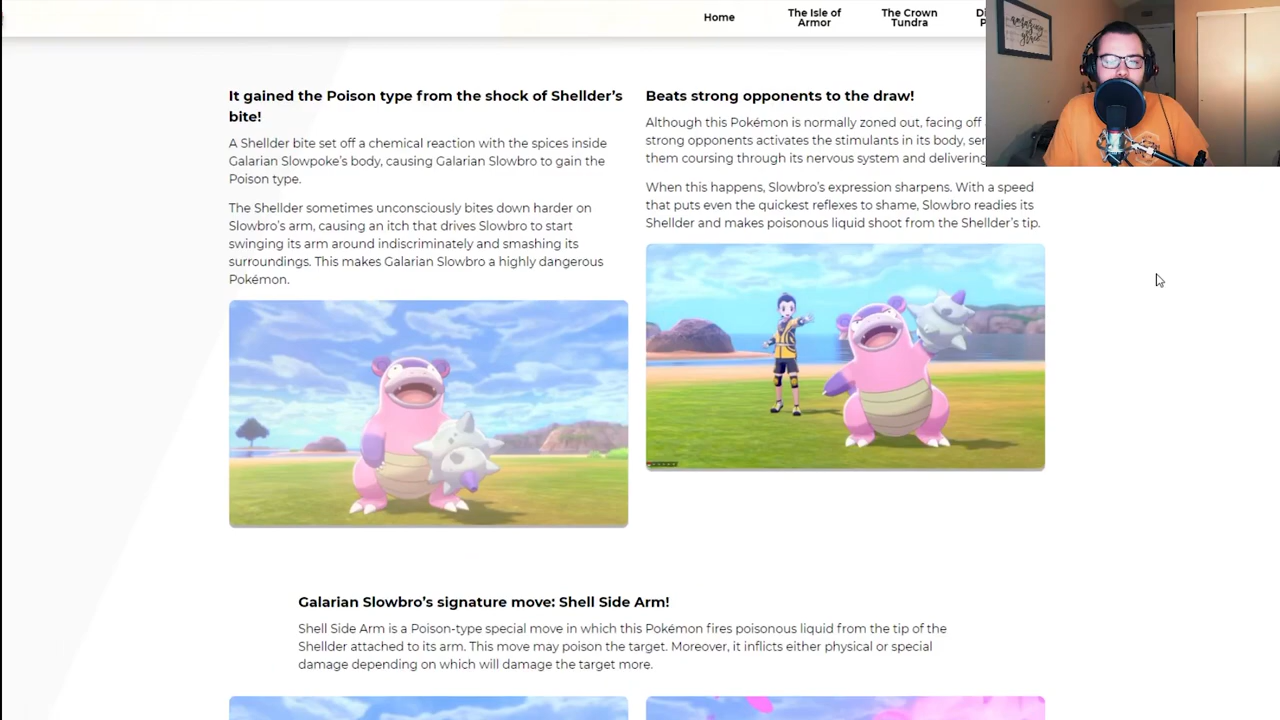 Home
The Isle of
Armor
The Crown
Tundra
It gained the Poison type from the shock of Shellder's
bite!
A Shellder bite set off a chemical reaction with the spices inside
Galarian Slowpoke's body, causing Galarian Slowbro to gain the
Poison type.
The Shellder sometimes unconsciously bites down harder on
Slowbro's arm, causing an itch that drives Slowbro to start
swinging its arm around indiscriminately and smashing its
surroundings. This makes Galarian Slowbro a highly dangerous
Pokémon.
Beats strong opponents to the draw!
Although this Pokémon is normally zoned out, facing off
strong opponents activates the stimulants in its body,
them coursing through its nervous system and delivering
When this happens, Slowbro's expression sharpens. With a speed
that puts even the quickest reflexes to shame, Slowbro readies its
Shellder and makes poisonous liquid shoot from the Shellder's tip.
Galarian Slowbro's signature move: Shell Side Arm!
Shell Side Arm is a Poison-type special move in which this Pokémon fires poisonous liquid from the tip of the
Shellder attached to its arm. This move may poison the target. Moreover, it inflicts either physical or special
damage depending on which will damage the target more.